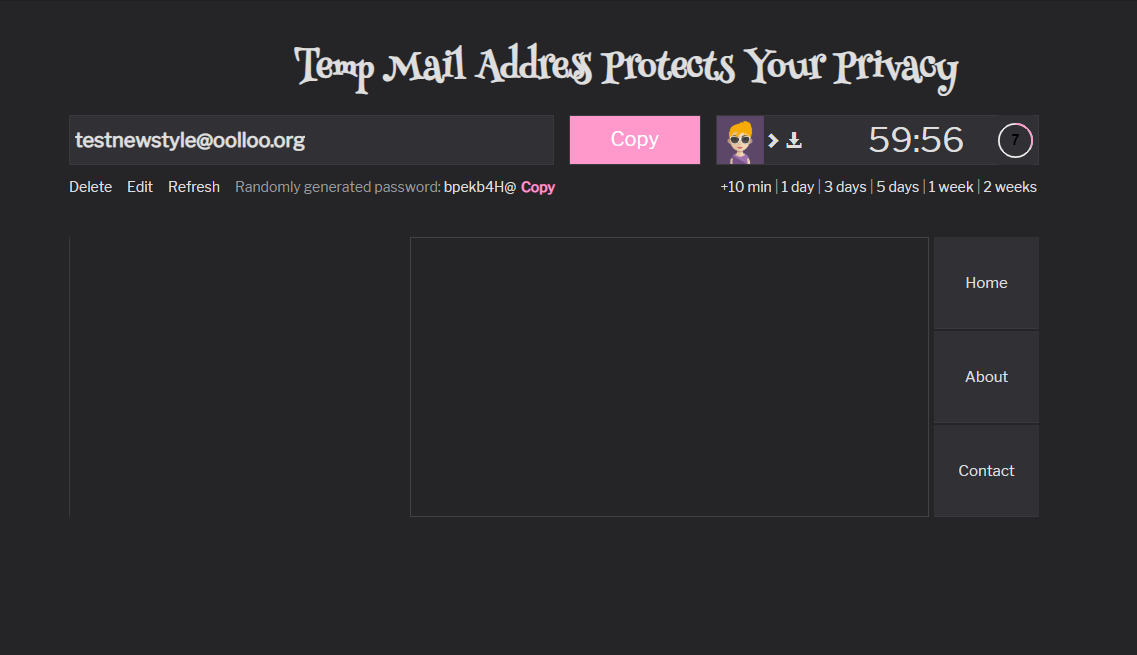 Temp Mail Address Protects Your Privacy
testnewstyle@oolloo.org
Copy
59:56
7
Delete Edit Refresh Randomly generated password: bpekb4H@ Copy
+10 min | 1 day | 3 days | 5 days | 1 week | 2 weeks
Home
About
Contact